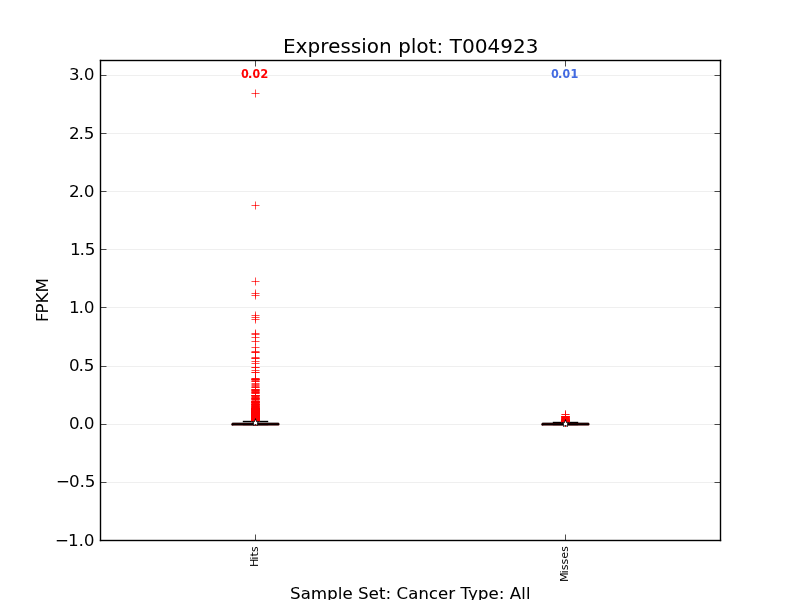 Expression plot: T004923
0.02
0.01
3.0
2.5
2.0
1.5
1.0
0.5
0.0
−0.5
−1.0
FPKM
Hits
Misses
Sample Set: Cancer Type: All